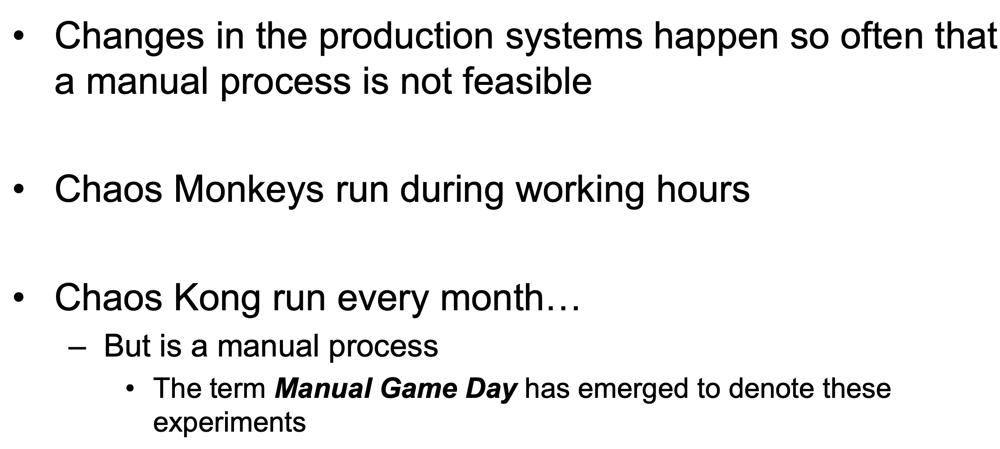 • Changes in the production systems happen so often that
a manual process is not feasible
• Chaos Monkeys run during working hours
• Chaos Kong run every month…
– But is a manual process
• The term Manual Game Day has emerged to denote these
experiments